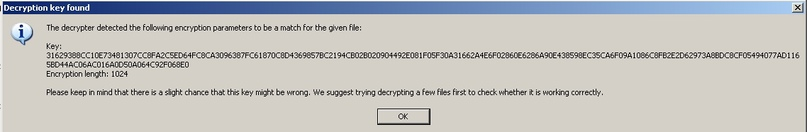 Decryption key found
The decrypter detected the following encryption parameters to be a match for the given file:
Key:
31629388CC10E73481307CC8FA2C5ED64FC8CA3096387FC61870C8D4369857BC2194CB02B020904492E081F05F30A31662A4E6F02860E6286A90E438598EC35CA6F09A1086C8FB2E2D62973A8BDC8CF05494077AD116
5BD44AC06AC016A0D50A064C92F068E0
Encryption length: 1024
Please keep in mind that there is a slight chance that this key might be wrong. We suggest trying decrypting a few files first to check whether it is working correctly.
OK